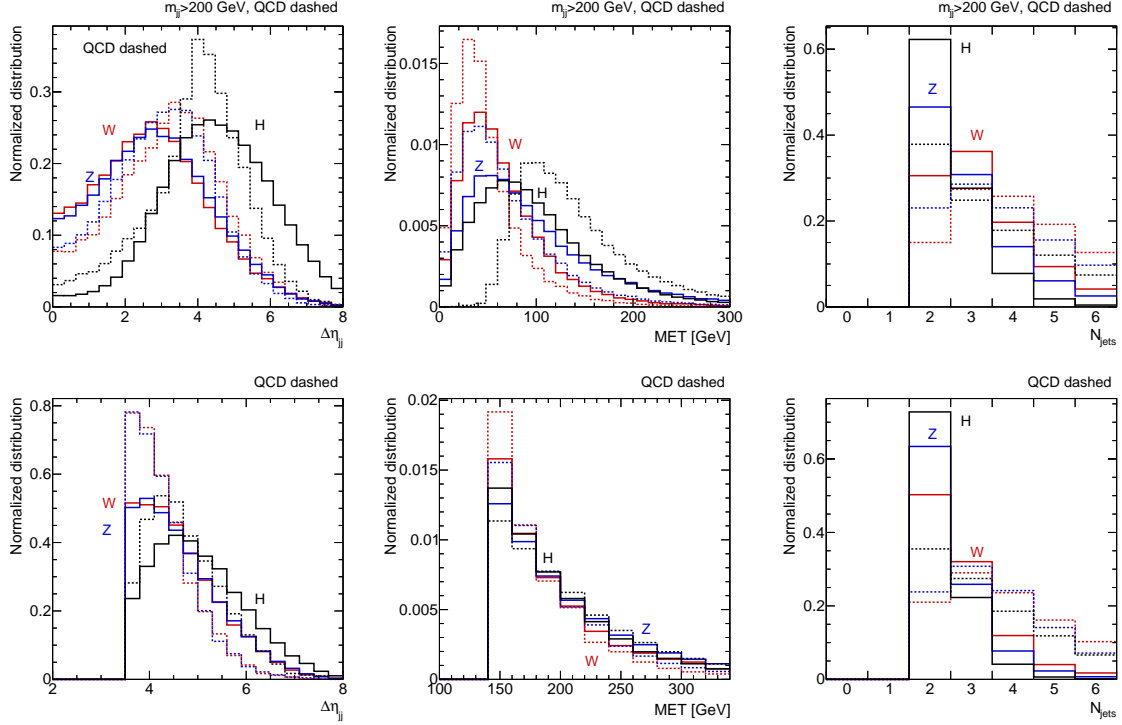 m_jj>200 GeV, QCD dashed
Normalized distribution
QCD dashed
H
W
Z
0.3
0.2
0.1
0
0 2 4 6 8
Δη_jj
m_jj>200 GeV, QCD dashed
Normalized distribution
W
Z
H
0.015
0.01
0.005
0
0 100 200 300
MET [GeV]
m_jj>200 GeV, QCD dashed
Normalized distribution
H
Z
W
0.6
0.4
0.2
0
0 1 2 3 4 5 6
N_jets
QCD dashed
Normalized distribution
W
Z
H
0.8
0.6
0.4
0.2
0
2 4 6 8
Δη_jj
QCD dashed
Normalized distribution
H
Z
W
0.02
0.015
0.01
0.005
0
100 150 200 250 300
MET [GeV]
QCD dashed
Normalized distribution
H
Z
W
0.6
0.4
0.2
0
0 1 2 3 4 5 6
N_jets